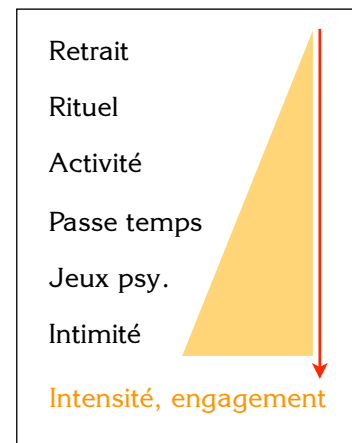 Retrait
Rituel
Activité
Passe temps
Jeux psy.
Intimité
Intensité, engagement